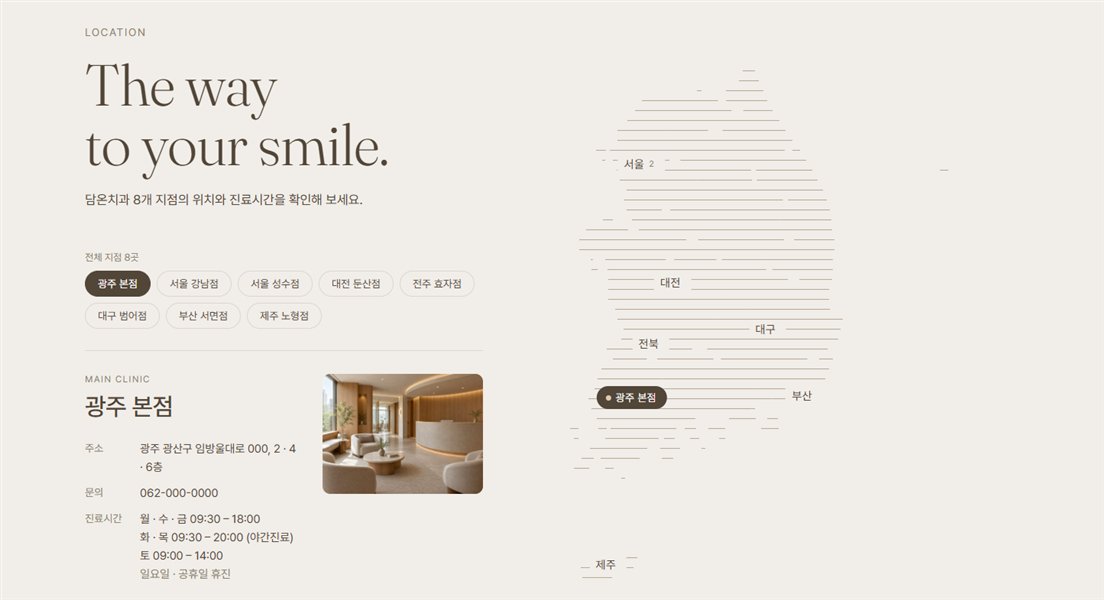 LOCATION
The way
to your smile.
담온치과 8개 지점의 위치와 진료시간을 확인해 보세요.
전체 지점 8곳
광주 본점
서울 강남점
서울 성수점
대전 둔산점
전주 효자점
대구 범어점
부산 서면점
제주 노형점
MAIN CLINIC
광주 본점
주소
광주 광산구 임방울대로 000, 2 · 4
· 6층
문의
062-000-0000
진료시간
월 · 수 · 금 09:30 – 18:00
화 · 목 09:30 – 20:00 (야간진료)
토 09:00 – 14:00
일요일 · 공휴일 휴진
서울 2
대전
대구
전북
광주 본점
부산
제주